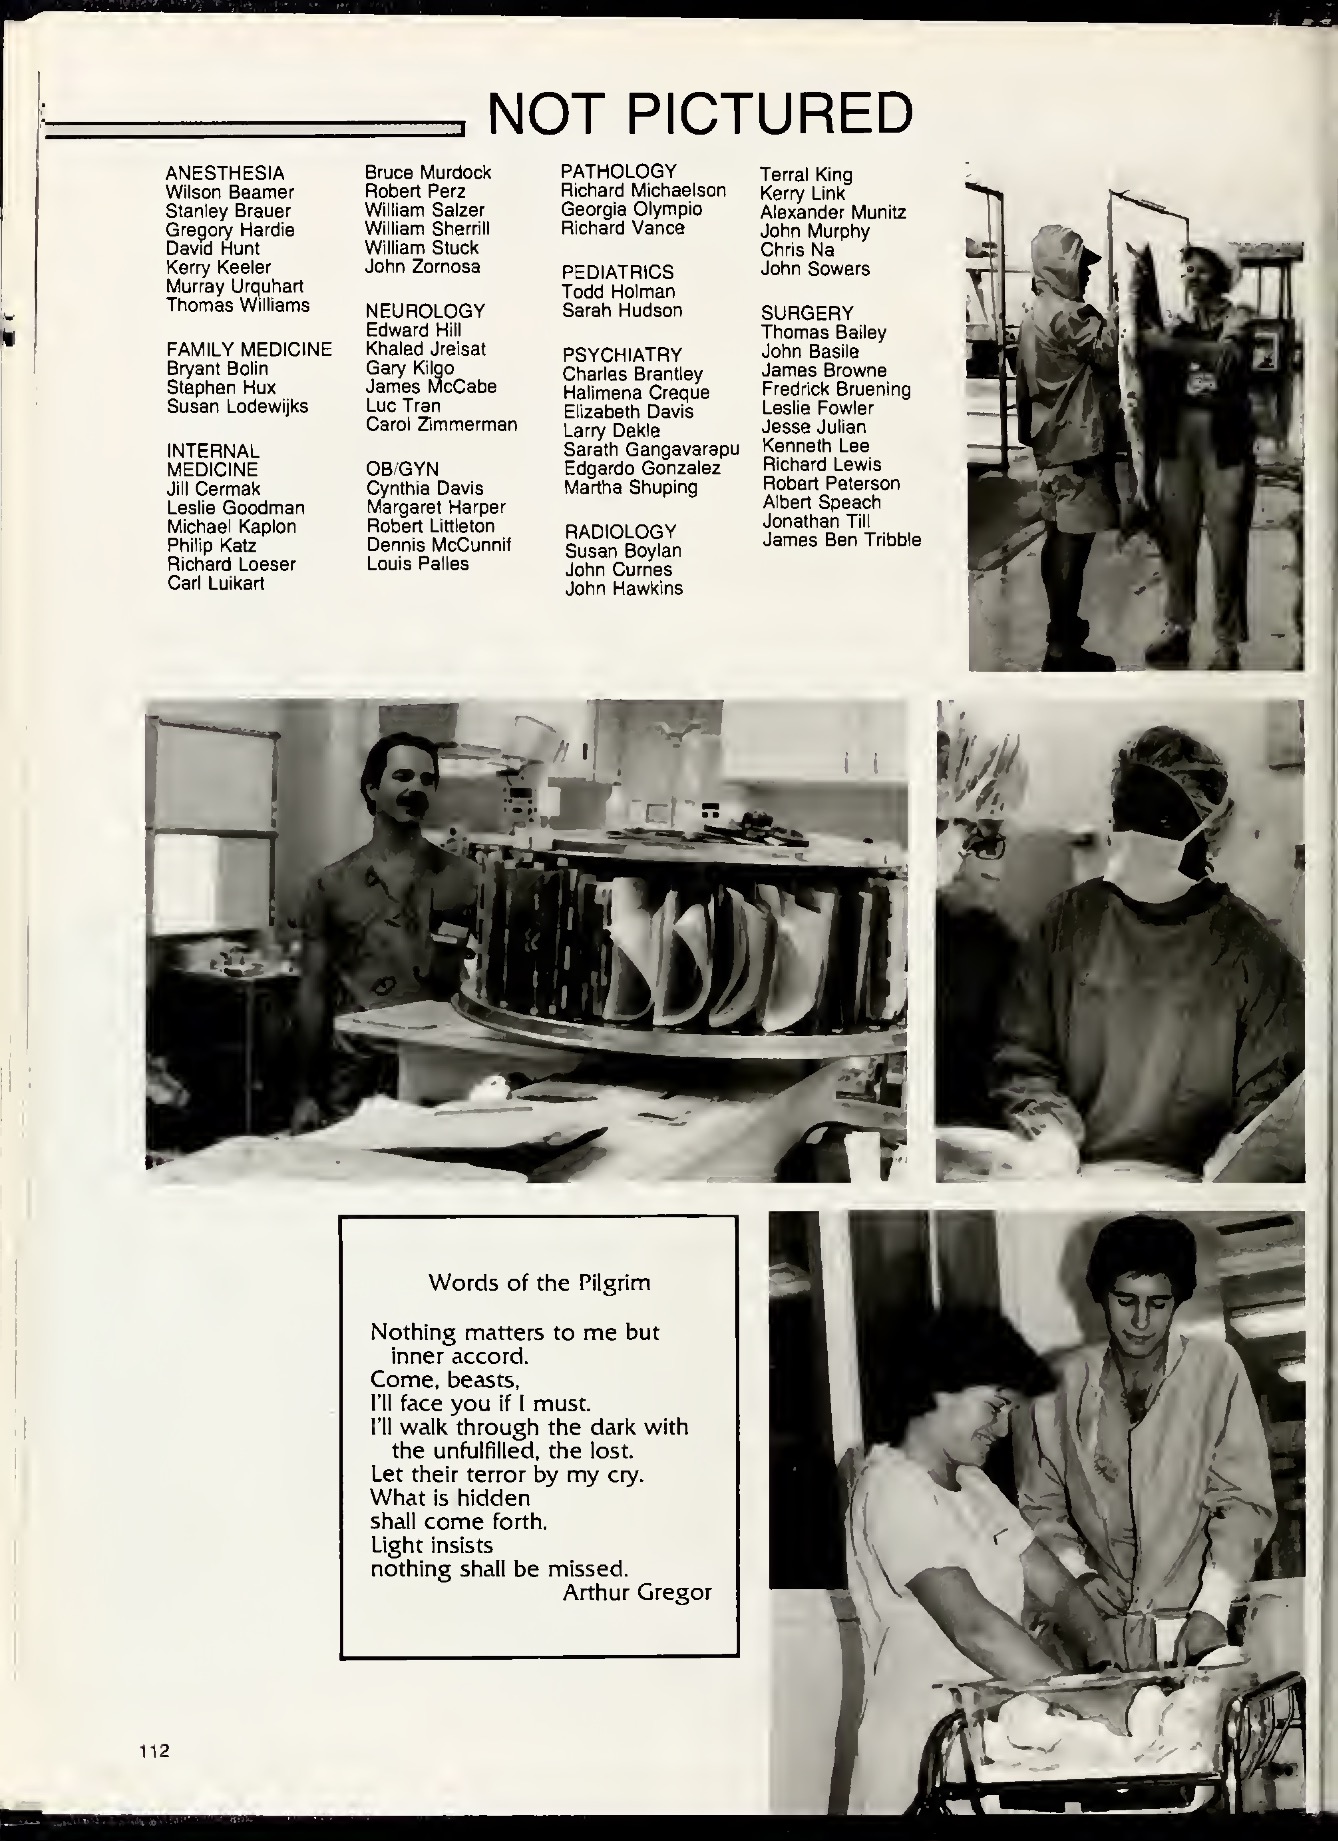 NOT PICTURED
ANESTHESIA
Wilson Beamer
Stanley Brauer
Gregory Hardie
David Hunt
Kerry Keeler
Murray Urquhart
Thomas Williams
FAMILY MEDICINE
Bryant Bolin
Stephen Hux
Susan Lodewijks
INTERNAL
MEDICINE
Jill Cermak
Leslie Goodman
Michael Kaplon
Philip Katz
Richard Loeser
Carl Luikart
Bruce Murdock
Robert Perz
William Salzer
William Sherrill
William Stuck
John Zornosa
NEUROLOGY
Edward Hill
Khaled Jreisat
Gary Kilgo
James McCabe
Luc Tran
Carol Zimmerman
OB/GYN
Cynthia Davis
Margaret Harper
Robert Littleton
Dennis McCunnif
Louis Palles
PATHOLOGY
Richard Michaelson
Georgia Olympio
Richard Vance
PEDIATRICS
Todd Holman
Sarah Hudson
PSYCHIATRY
Charles Brantley
Halimena Creque
Elizabeth Davis
Larry Dekle
Sarath Gangavarapu
Edgardo Gonzalez
Martha Shuping
RADIOLOGY
Susan Boylan
John Curnes
John Hawkins
Terral King
Kerry Link
Alexander Munitz
John Murphy
Chris Na
John Sowers
SURGERY
Thomas Bailey
John Basile
James Browne
Fredrick Bruening
Leslie Fowler
Jesse Julian
Kenneth Lee
Richard Lewis
Robert Peterson
Albert Speach
Jonathan Till
James Ben Tribble
Words of the Pilgrim
Nothing matters to me but
inner accord.
Come, beasts,
I'll face you if I must.
I'll walk through the dark with
the unfulfilled, the lost.
Let their terror by my cry.
What is hidden
shall come forth.
Light insists
nothing shall be missed.
Arthur Gregor
112